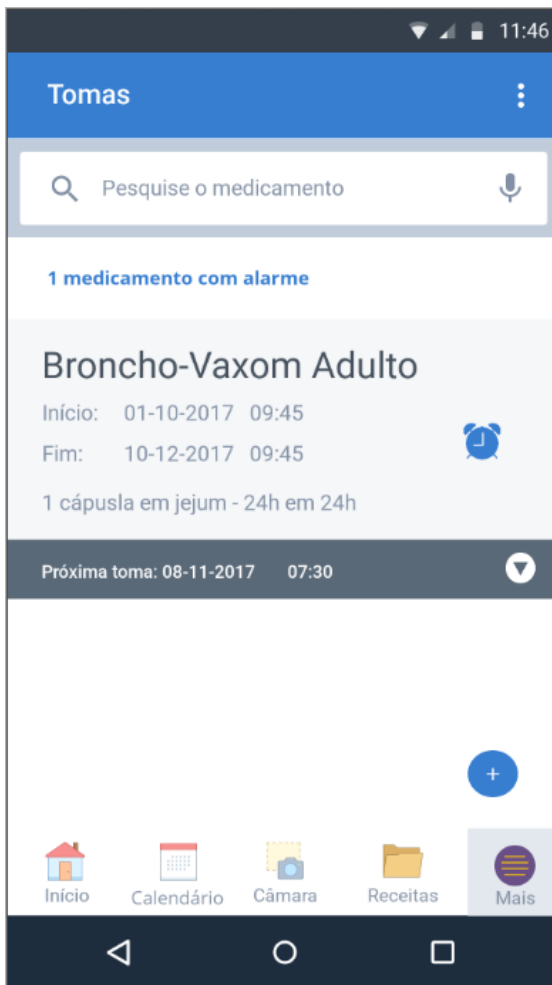 11:46
Tomas
Pesquise o medicamento
1 medicamento com alarme
Broncho-Vaxom Adulto
Início: 01-10-2017 09:45
Fim: 10-12-2017 09:45
1 cápusla em jejum - 24h em 24h
Próxima toma: 08-11-2017 07:30
+
Início Calendário Câmara Receitas Mais